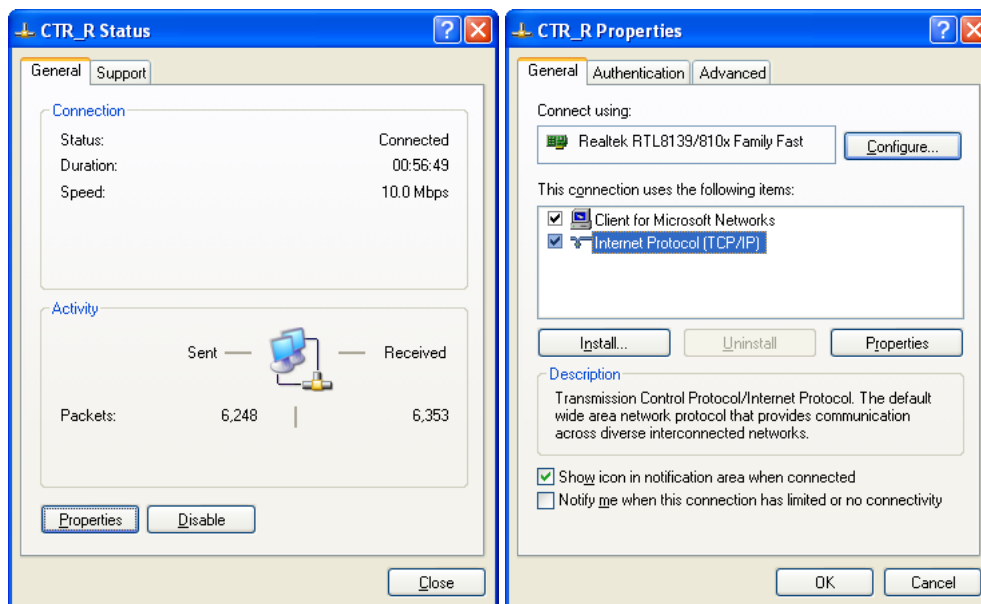 CTR_R Status
General
Support
Connection
Status: Connected
Duration: 00:56:49
Speed: 10.0 Mbps
Activity
Sent
Received
Packets: 6,248 6,353
Properties
Disable
Close
CTR_R Properties
General
Authentication
Advanced
Connect using:
Realtek RTL8139/810x Family Fast
Configure...
This connection uses the following items:
Client for Microsoft Networks
Internet Protocol (TCP/IP)
Install...
Uninstall
Properties
Description
Transmission Control Protocol/Internet Protocol. The default
wide area network protocol that provides communication
across diverse interconnected networks.
Show icon in notification area when connected
Notify me when this connection has limited or no connectivity
OK
Cancel